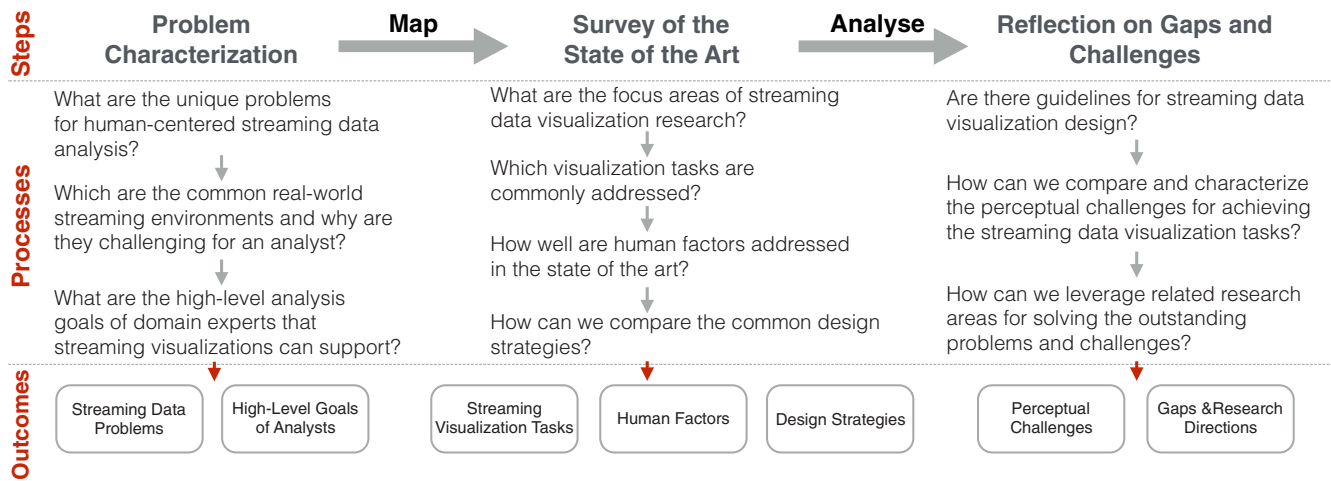 Steps
Problem
Characterization
Map
Survey of the
State of the Art
Analyse
Reflection on Gaps and
Challenges
Processes
What are the unique problems
for human-centered streaming data
analysis?
Which are the common real-world
streaming environments and why are
they challenging for an analyst?
What are the high-level analysis
goals of domain experts that
streaming visualizations can support?
What are the focus areas of streaming
data visualization research?
Which visualization tasks are
commonly addressed?
How well are human factors addressed
in the state of the art?
How can we compare the common design
strategies?
Are there guidelines for streaming data
visualization design?
How can we compare and characterize
the perceptual challenges for achieving
the streaming data visualization tasks?
How can we leverage related research
areas for solving the outstanding
problems and challenges?
Outcomes
Streaming Data
Problems
High-Level Goals
of Analysts
Streaming
Visualization Tasks
Human Factors
Design Strategies
Perceptual
Challenges
Gaps &Research
Directions